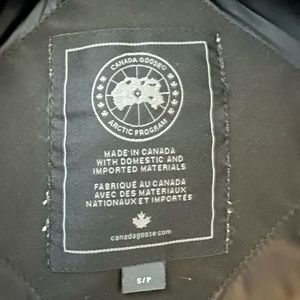 CANADA GOOSE®
ARCTIC PROGRAM
MADE IN CANADA
WITH DOMESTIC AND
IMPORTED MATERIALS
FABRIQUÉ AU CANADA
AVEC DES MATERIAUX
NATIONAUX ET IMPORTÉS
canadagoose.com
S/P